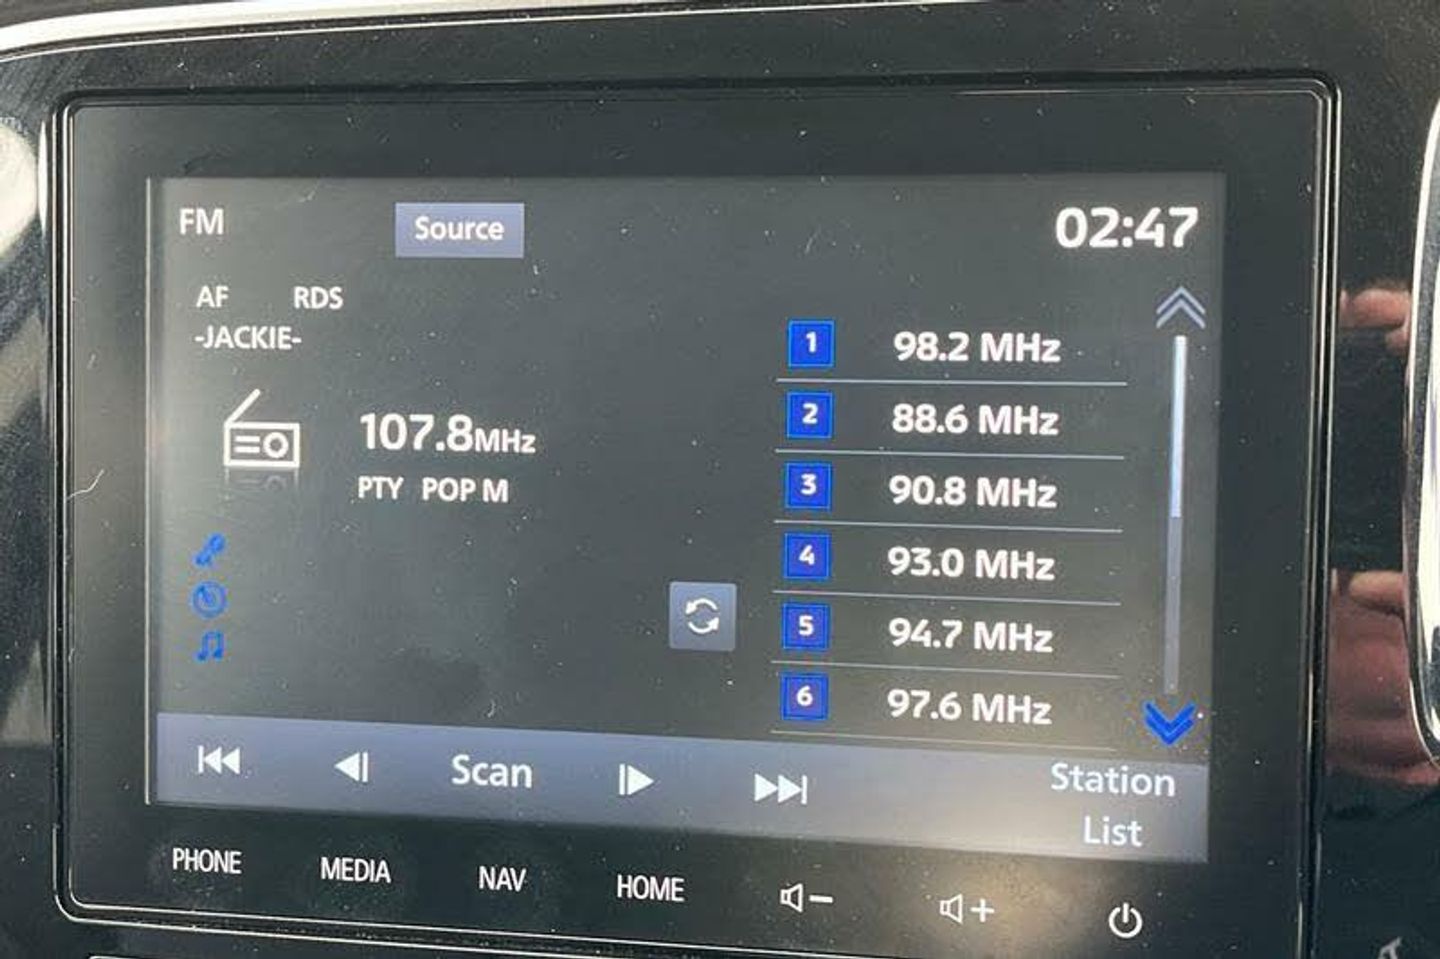 FM
Source
02:47
AF RDS
-JACKIE-
107.8MHz
PTY POP M
1 98.2 MHz
2 88.6 MHz
3 90.8 MHz
4 93.0 MHz
5 94.7 MHz
6 97.6 MHz
Scan
Station
List
PHONE MEDIA NAV HOME